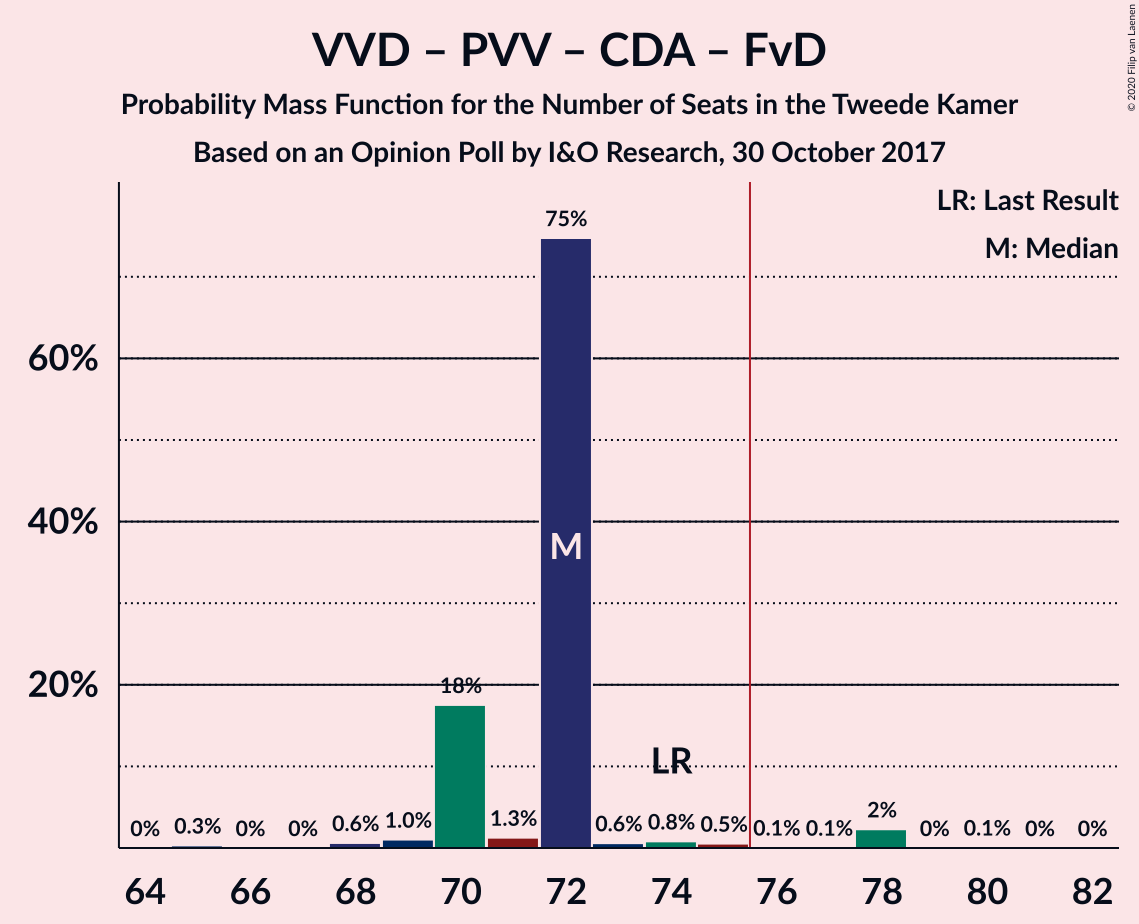 VVD – PVV – CDA – FvD
Probability Mass Function for the Number of Seats in the Tweede Kamer
Based on an Opinion Poll by I&O Research, 30 October 2017
© 2020 Filip van Laenen
LR: Last Result
M: Median
60%
40%
20%
0% 0.3% 0% 0% 0.6% 1.0% 18% 1.3% 75% 0.6% 0.8% 0.5% 0.1% 0.1% 2% 0% 0.1% 0% 0%
M
LR
64 66 68 70 72 74 76 78 80 82